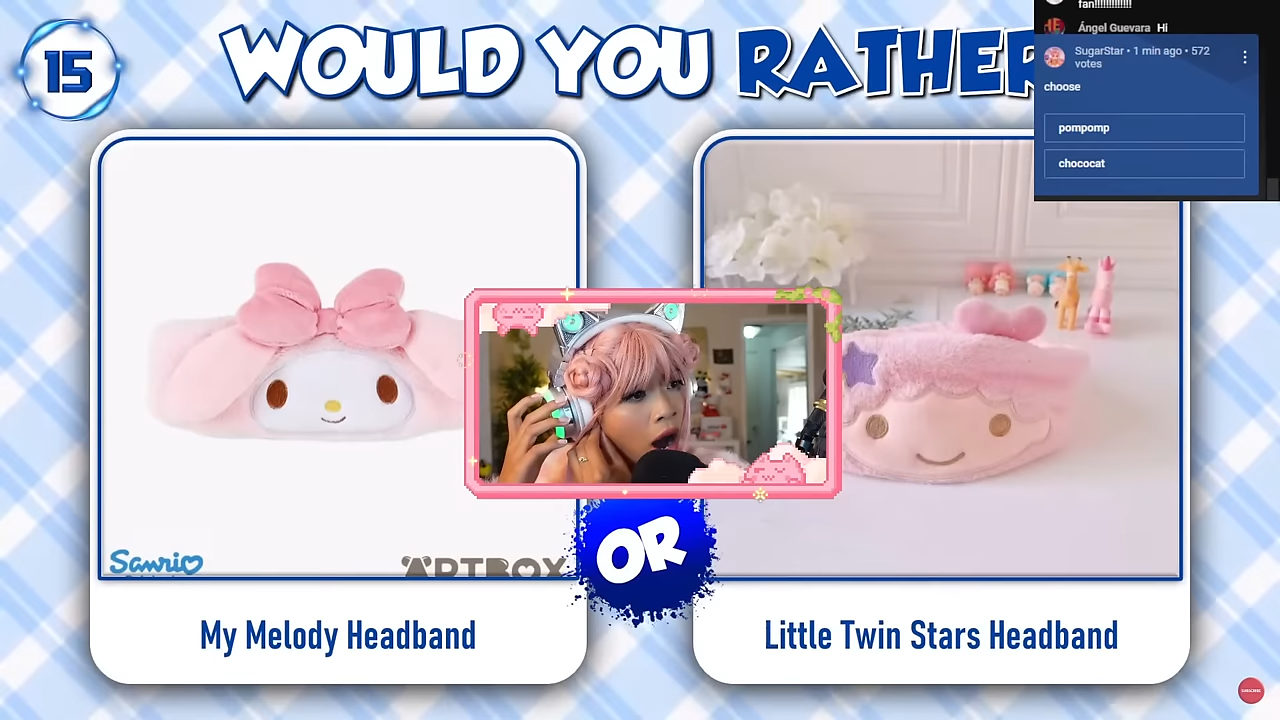 15
WOULD YOU RATHER
fan!!!!!!!!!!!!!
Ángel Guevara Hi
SugarStar • 1 min ago • 572
votes
choose
pompomp
chococat
Sanrio
ARTBOX
OR
My Melody Headband
Little Twin Stars Headband
SUBSCRIBE